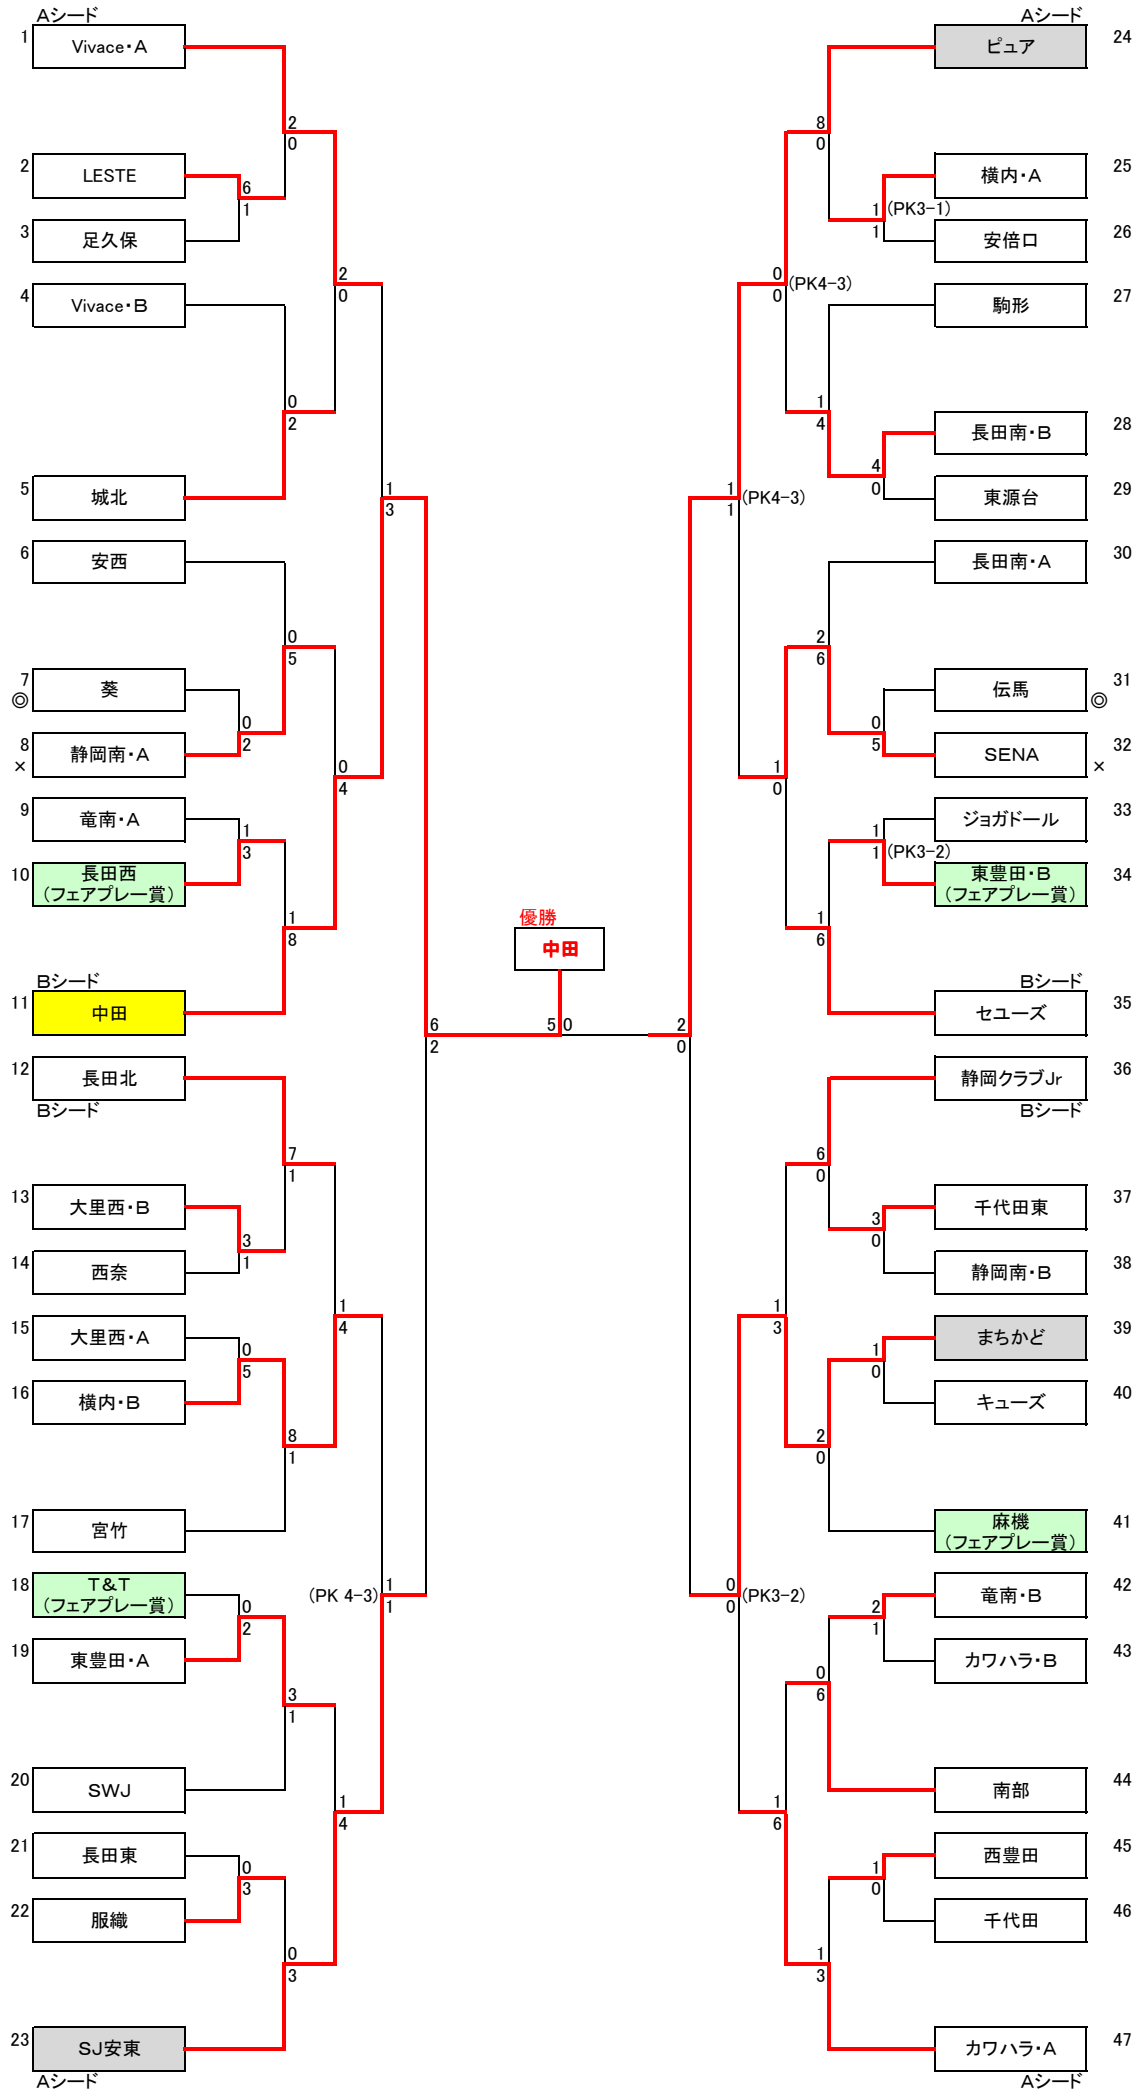 Aシード
1 Vivace・A
2
0
2 LESTE
6
1
3 足久保
2
0
4 Vivace・B
0
2
5 城北
1
3
6 安西
0
5
7 葵
◎
0
2
8 静岡南・A
×
0
4
9 竜南・A
1
3
10 長田西
(フェアプレー賞)
1
8
Bシード
11 中田
6
2
12 長田北
Bシード
7
1
13 大里西・B
3
1
14 西奈
1
4
15 大里西・A
0
5
16 横内・B
8
1
17 宮竹
18 T&T
(フェアプレー賞)
(PK 4-3)
1
1
0
2
19 東豊田・A
3
1
20 SWJ
1
4
21 長田東
0
3
22 服織
0
3
23 SJ安東
Aシード
優勝
中田
5 0
Aシード
ピュア 24
8
0
横内・A 25
1
1
(PK3-1)
安倍口 26
0
0
(PK4-3)
駒形 27
1
4
長田南・B 28
4
0
東源台 29
1
1
(PK4-3)
長田南・A 30
2
6
伝馬 31
◎
0
5
SENA 32
×
1
0
ジョガドール 33
1
1
(PK3-2)
東豊田・B 34
(フェアプレー賞)
1
6
Bシード
セユーズ 35
2
0
静岡クラブJr 36
Bシード
6
0
千代田東 37
3
0
静岡南・B 38
1
3
まちかど 39
1
0
キューズ 40
2
0
麻機 41
(フェアプレー賞)
0
0
(PK3-2)
竜南・B 42
2
1
カワハラ・B 43
0
6
南部 44
1
6
西豊田 45
1
0
千代田 46
1
3
カワハラ・A 47
Aシード